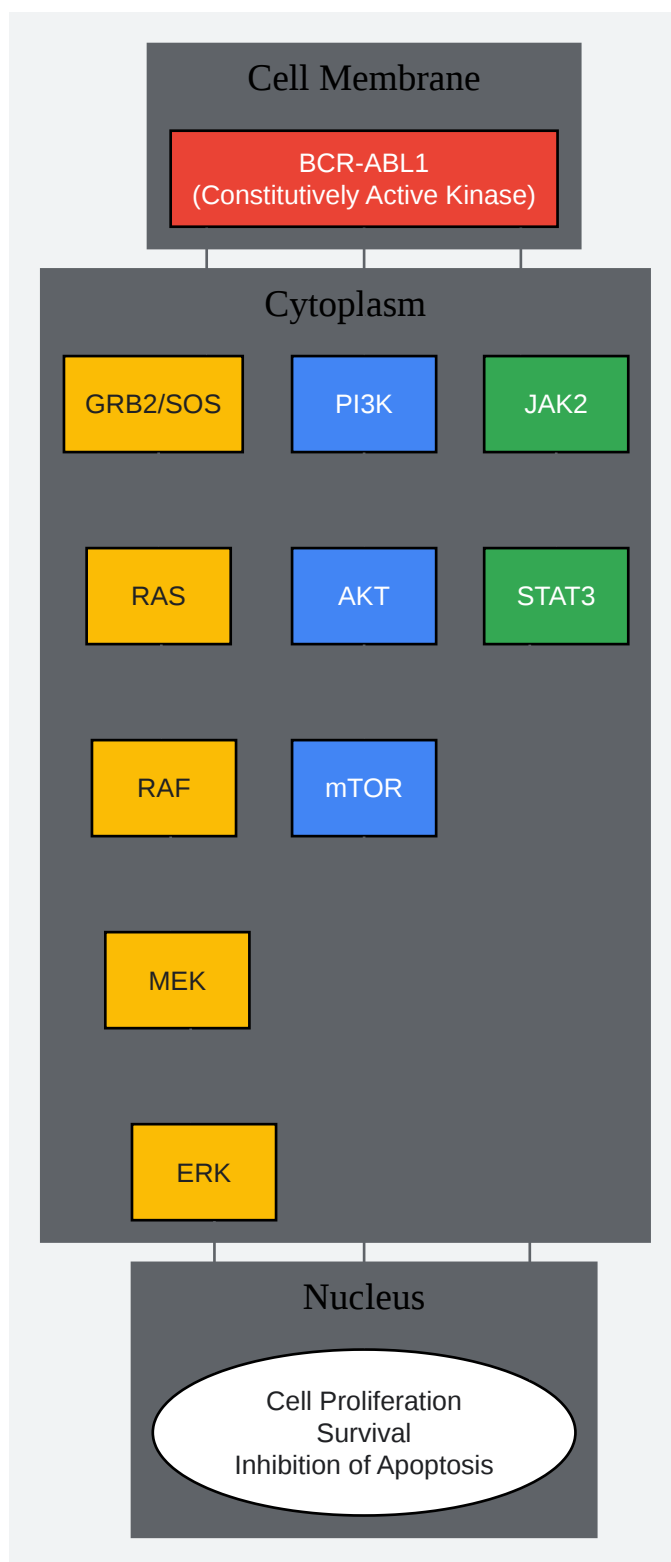 Cell Membrane
BCR-ABL1
(Constitutively Active Kinase)
Cytoplasm
GRB2/SOS
PI3K
JAK2
RAS
AKT
STAT3
RAF
mTOR
MEK
ERK
Nucleus
Cell Proliferation
Survival
Inhibition of Apoptosis